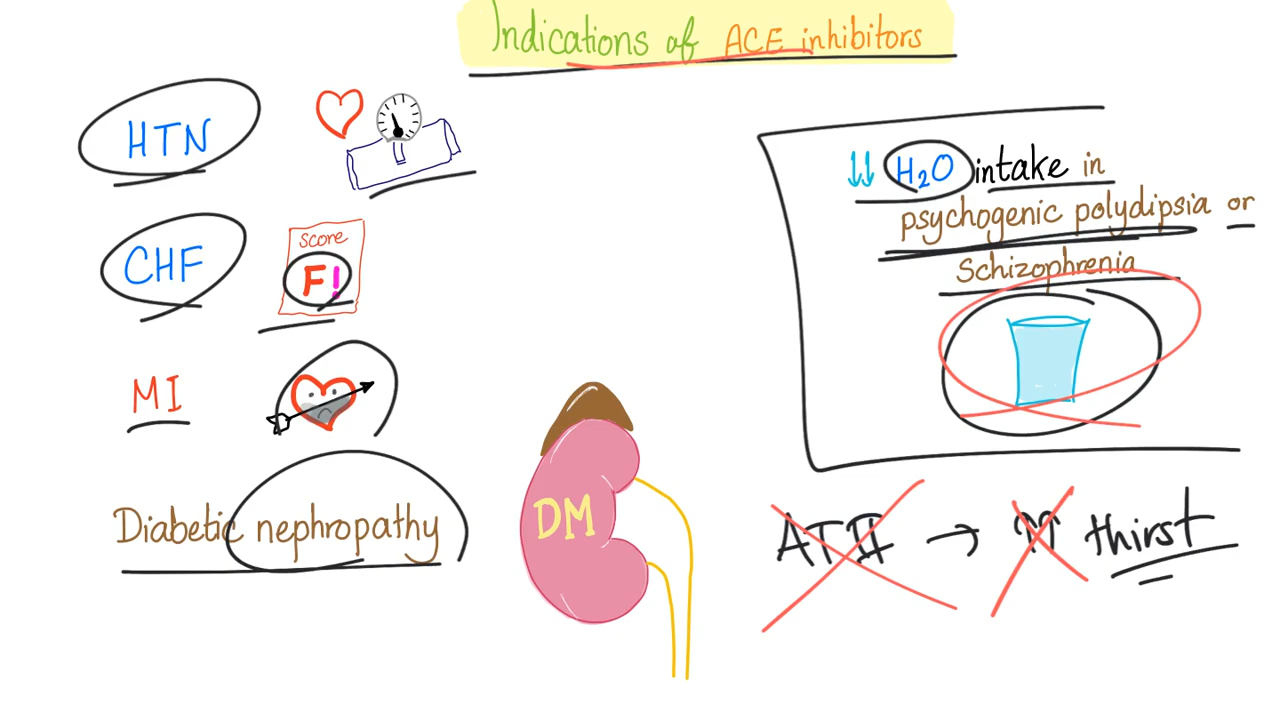 Indications of ACE inhibitors
HTN
CHF
Score
F!
MI
Diabetic nephropathy
DM
↓↓ H₂O intake in
psychogenic polydipsia or
Schizophrenia
ATII → ↑↑ thirst